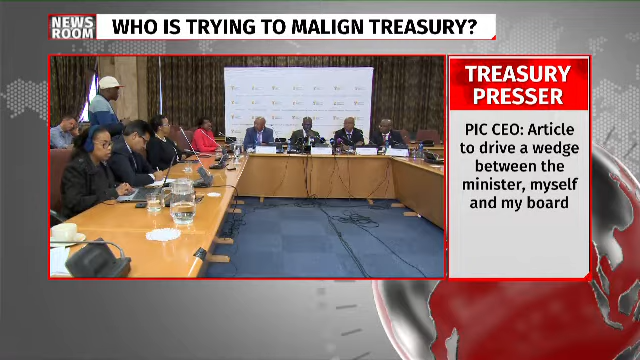 NEWS
ROOM
WHO IS TRYING TO MALIGN TREASURY?
TREASURY
PRESSER
PIC CEO: Article
to drive a wedge
between the
minister, myself
and my board